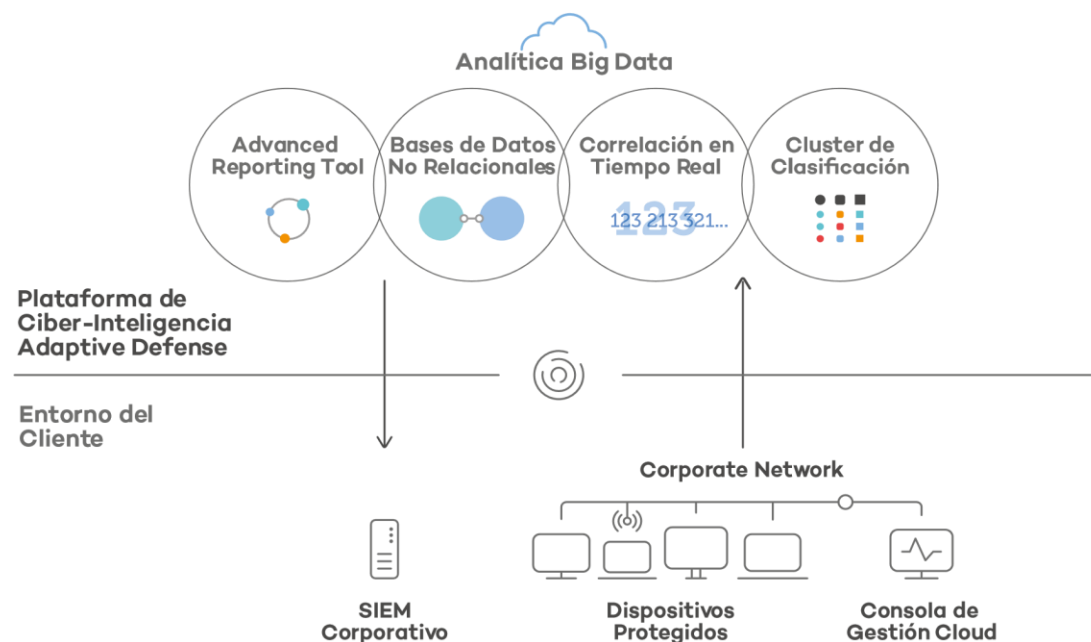 Analítica Big Data
Advanced
Reporting Tool
Bases de Datos
No Relacionales
Correlación en
Tiempo Real
123
123 213 321...
Cluster de
Clasificación
Plataforma de
Ciber-Inteligencia
Adaptive Defense
Entorno del
Cliente
Corporate Network
SIEM
Corporativo
Dispositivos
Protegidos
Consola de
Gestión Cloud